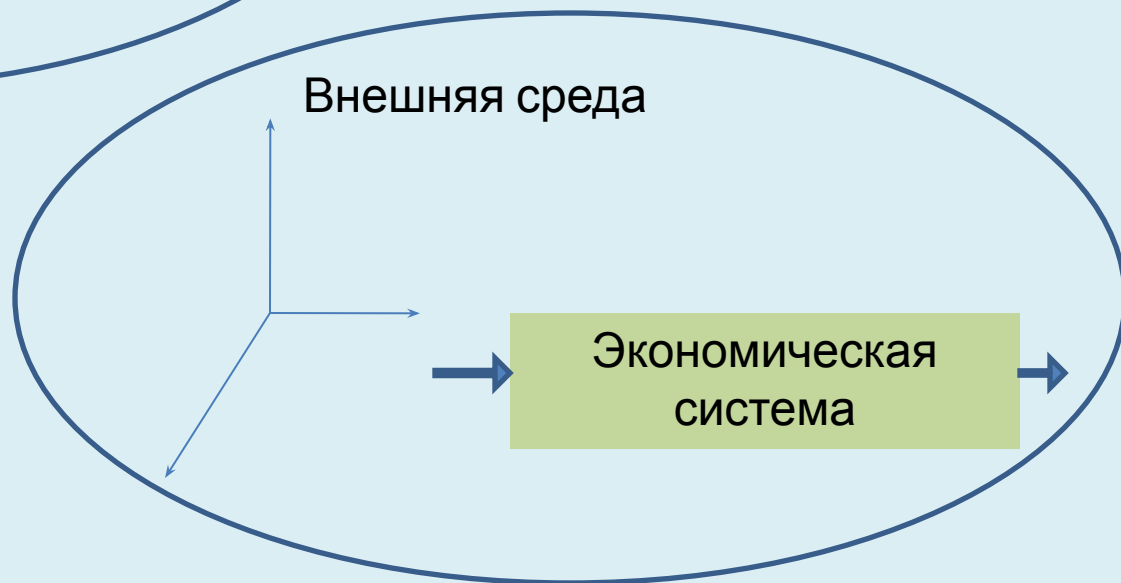 Внешняя среда
Экономическая
система